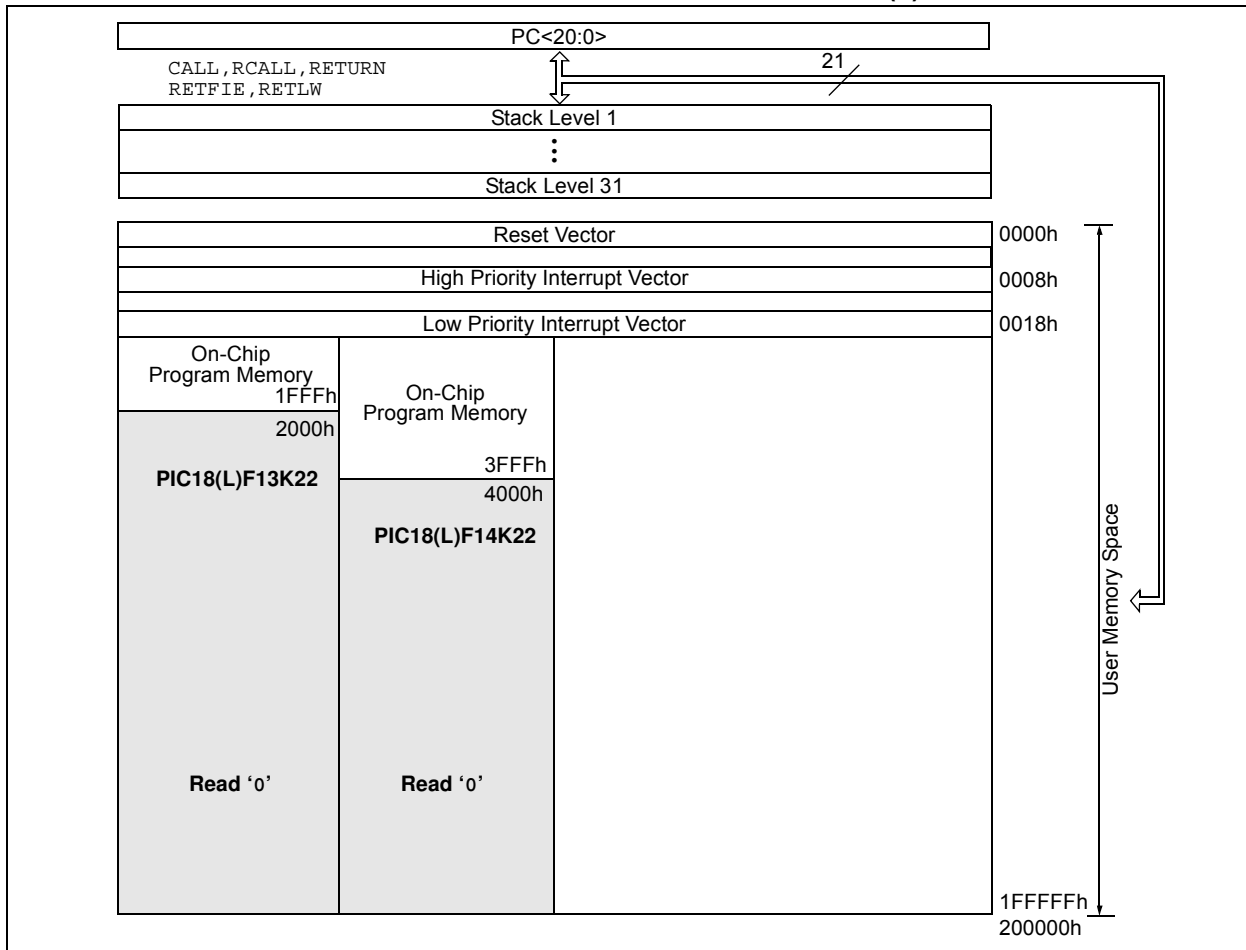 PC<20:0>
CALL,RCALL,RETURN
RETFIE,RETLW
21
Stack Level 1
Stack Level 31
Reset Vector
0000h
High Priority Interrupt Vector
0008h
Low Priority Interrupt Vector
0018h
On-Chip
Program Memory
1FFFh
2000h
PIC18(L)F13K22
Read ‘0’
On-Chip
Program Memory
3FFFh
4000h
PIC18(L)F14K22
Read ‘0’
User Memory Space
1FFFFFh
200000h